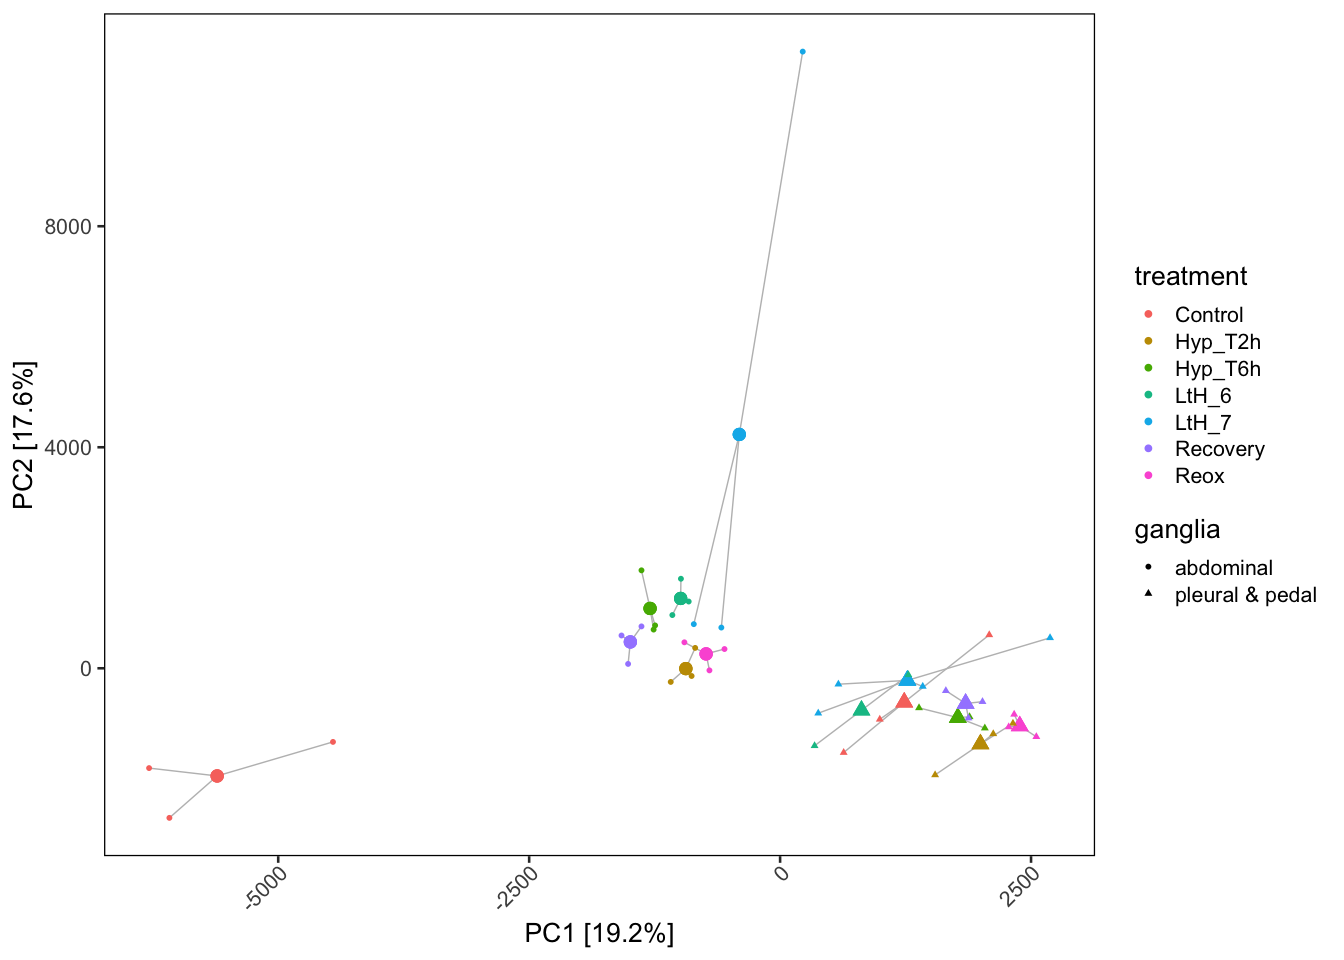 8000
4000
0
PC2 [17.6%]
-5000
-2500
0
2500
PC1 [19.2%]
treatment
Control
Hyp_T2h
Hyp_T6h
LtH_6
LtH_7
Recovery
Reox
ganglia
abdominal
pleural & pedal